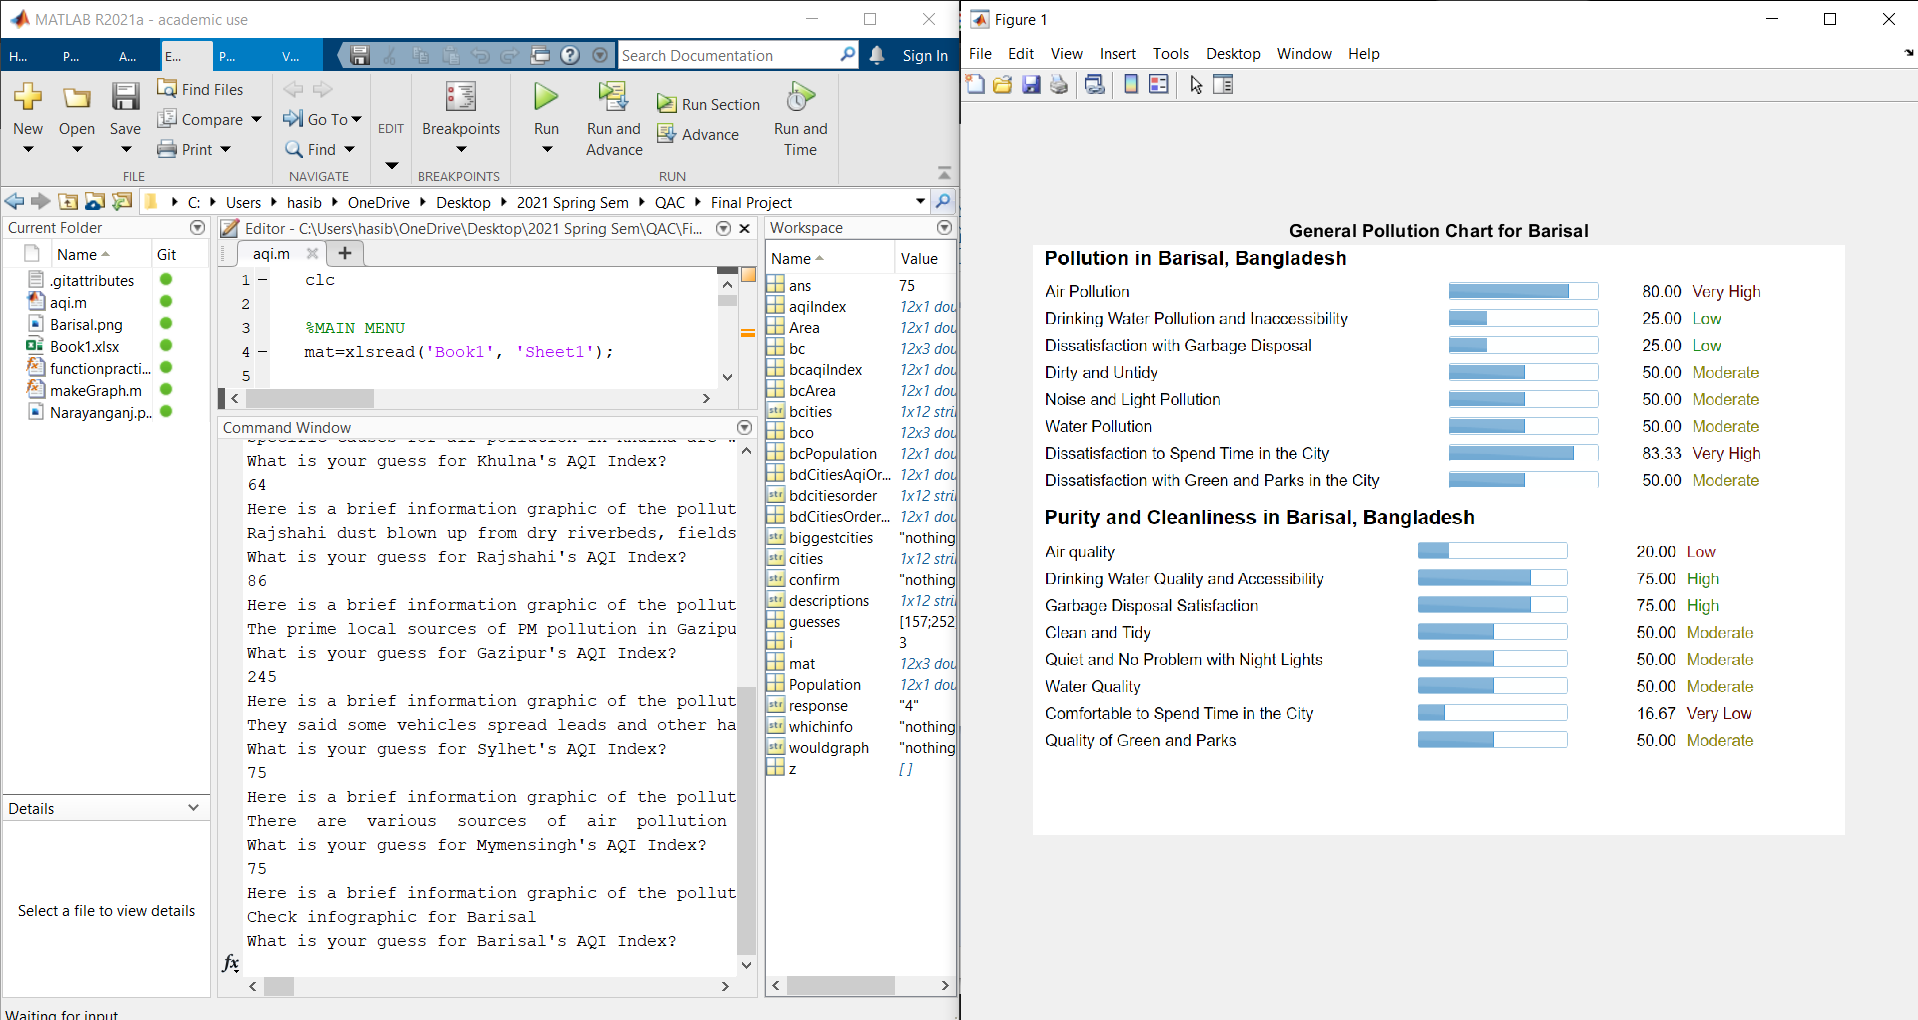 MATLAB R2021a - academic use
H...
P...
A...
E...
P...
V...
Search Documentation
Sign In
New
Open
Save
Find Files
Compare
Print
FILE
Go To
Find
NAVIGATE
EDIT
Breakpoints
BREAKPOINTS
Run
Run and
Advance
Run Section
Advance
Run and
Time
RUN
C:
Users
hasib
OneDrive
Desktop
2021 Spring Sem
QAC
Final Project
Current Folder
Name
Git
.gitattributes
aqi.m
Barisal.png
Book1.xlsx
functionpracti...
makeGraph.m
Narayanganj.p...
Details
Select a file to view details
Waiting for input
Editor - C:\Users\hasib\OneDrive\Desktop\2021 Spring Sem\QAC\Fi...
aqi.m
1 clc
2
3 %MAIN MENU
4 mat=xlsread('Book1', 'Sheet1');
5
Command Window
Specific causes for air pollution in Khulna are
What is your guess for Khulna's AQI Index?
64
Here is a brief information graphic of the pollut
Rajshahi dust blown up from dry riverbeds, fields
What is your guess for Rajshahi's AQI Index?
86
Here is a brief information graphic of the pollut
The prime local sources of PM pollution in Gazipu
What is your guess for Gazipur's AQI Index?
245
Here is a brief information graphic of the pollut
They said some vehicles spread leads and other ha
What is your guess for Sylhet's AQI Index?
75
Here is a brief information graphic of the pollut
There are various sources of air pollution
What is your guess for Mymensingh's AQI Index?
75
Here is a brief information graphic of the pollut
Check infographic for Barisal
What is your guess for Barisal's AQI Index?
fx
Workspace
Name Value
ans 75
aqiIndex 12x1 dou
Area 12x1 dou
bc 12x3 dou
bcaqiIndex 12x1 dou
bcArea 12x1 dou
bcities 1x12 stri
bco 12x3 dou
bcPopulation 12x1 dou
bdCitiesAqiOr... 12x1 dou
bdcitiesorder 1x12 stri
bdCitiesOrder... 12x1 dou
biggestcities "nothing
cities 1x12 stri
confirm "nothing
descriptions 1x12 stri
guesses [157;252
i 3
mat 12x3 dou
Population 12x1 dou
response "4"
whichinfo "nothing
wouldgraph "nothing
z []
Figure 1
File Edit View Insert Tools Desktop Window Help
General Pollution Chart for Barisal
Pollution in Barisal, Bangladesh
Air Pollution 80.00 Very High
Drinking Water Pollution and Inaccessibility 25.00 Low
Dissatisfaction with Garbage Disposal 25.00 Low
Dirty and Untidy 50.00 Moderate
Noise and Light Pollution 50.00 Moderate
Water Pollution 50.00 Moderate
Dissatisfaction to Spend Time in the City 83.33 Very High
Dissatisfaction with Green and Parks in the City 50.00 Moderate
Purity and Cleanliness in Barisal, Bangladesh
Air quality 20.00 Low
Drinking Water Quality and Accessibility 75.00 High
Garbage Disposal Satisfaction 75.00 High
Clean and Tidy 50.00 Moderate
Quiet and No Problem with Night Lights 50.00 Moderate
Water Quality 50.00 Moderate
Comfortable to Spend Time in the City 16.67 Very Low
Quality of Green and Parks 50.00 Moderate